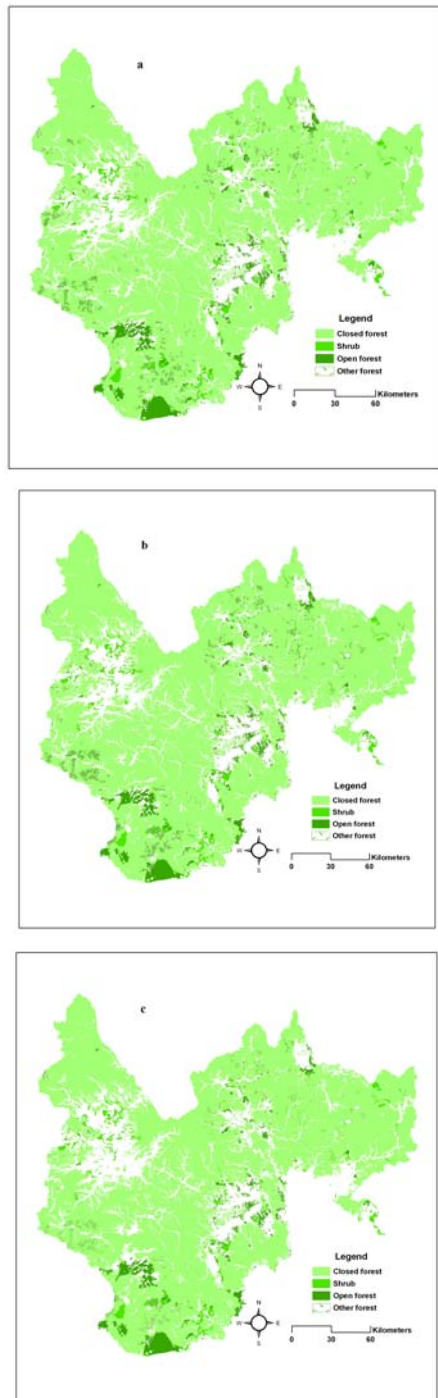 a
Legend
Closed forest
Shrub
Open forest
Other forest
N
W E
S
Kilometers
0 30 60
b
Legend
Closed forest
Shrub
Open forest
Other forest
N
W E
S
Kilometers
0 30 60
c
Legend
Closed forest
Shrub
Open forest
Other forest
N
W E
S
Kilometers
0 30 60